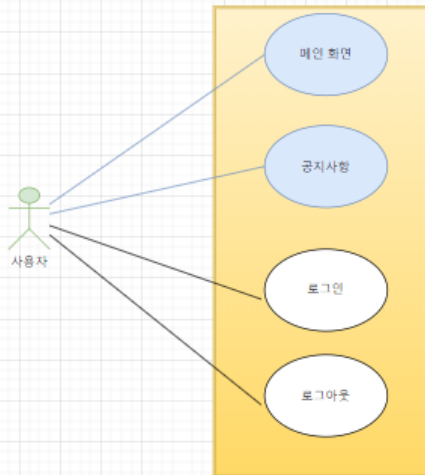 메인 화면
공지사항
사용자
로그인
로그아웃